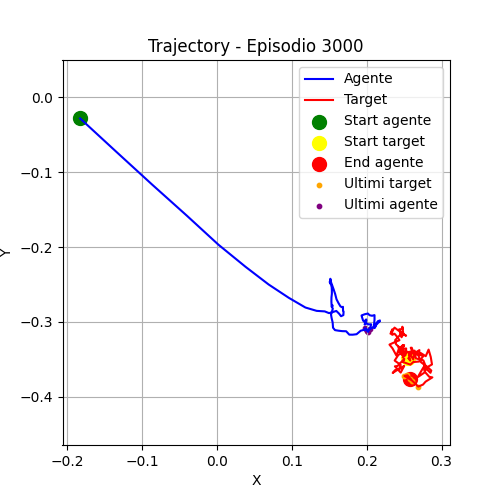 Trajectory - Episodio 3000
Agente
Target
Start agente
Start target
End agente
Ultimi target
Ultimi agente
Y
0.0
−0.1
−0.2
−0.3
−0.4
−0.2 −0.1 0.0 0.1 0.2 0.3
X